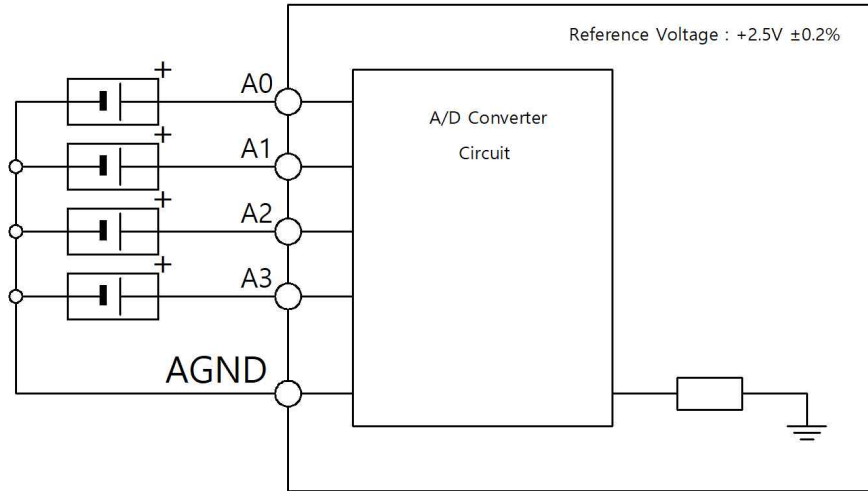 Reference Voltage : +2.5V ±0.2%
+
A0
A/D Converter
Circuit
+
A1
+
A2
+
A3
AGND